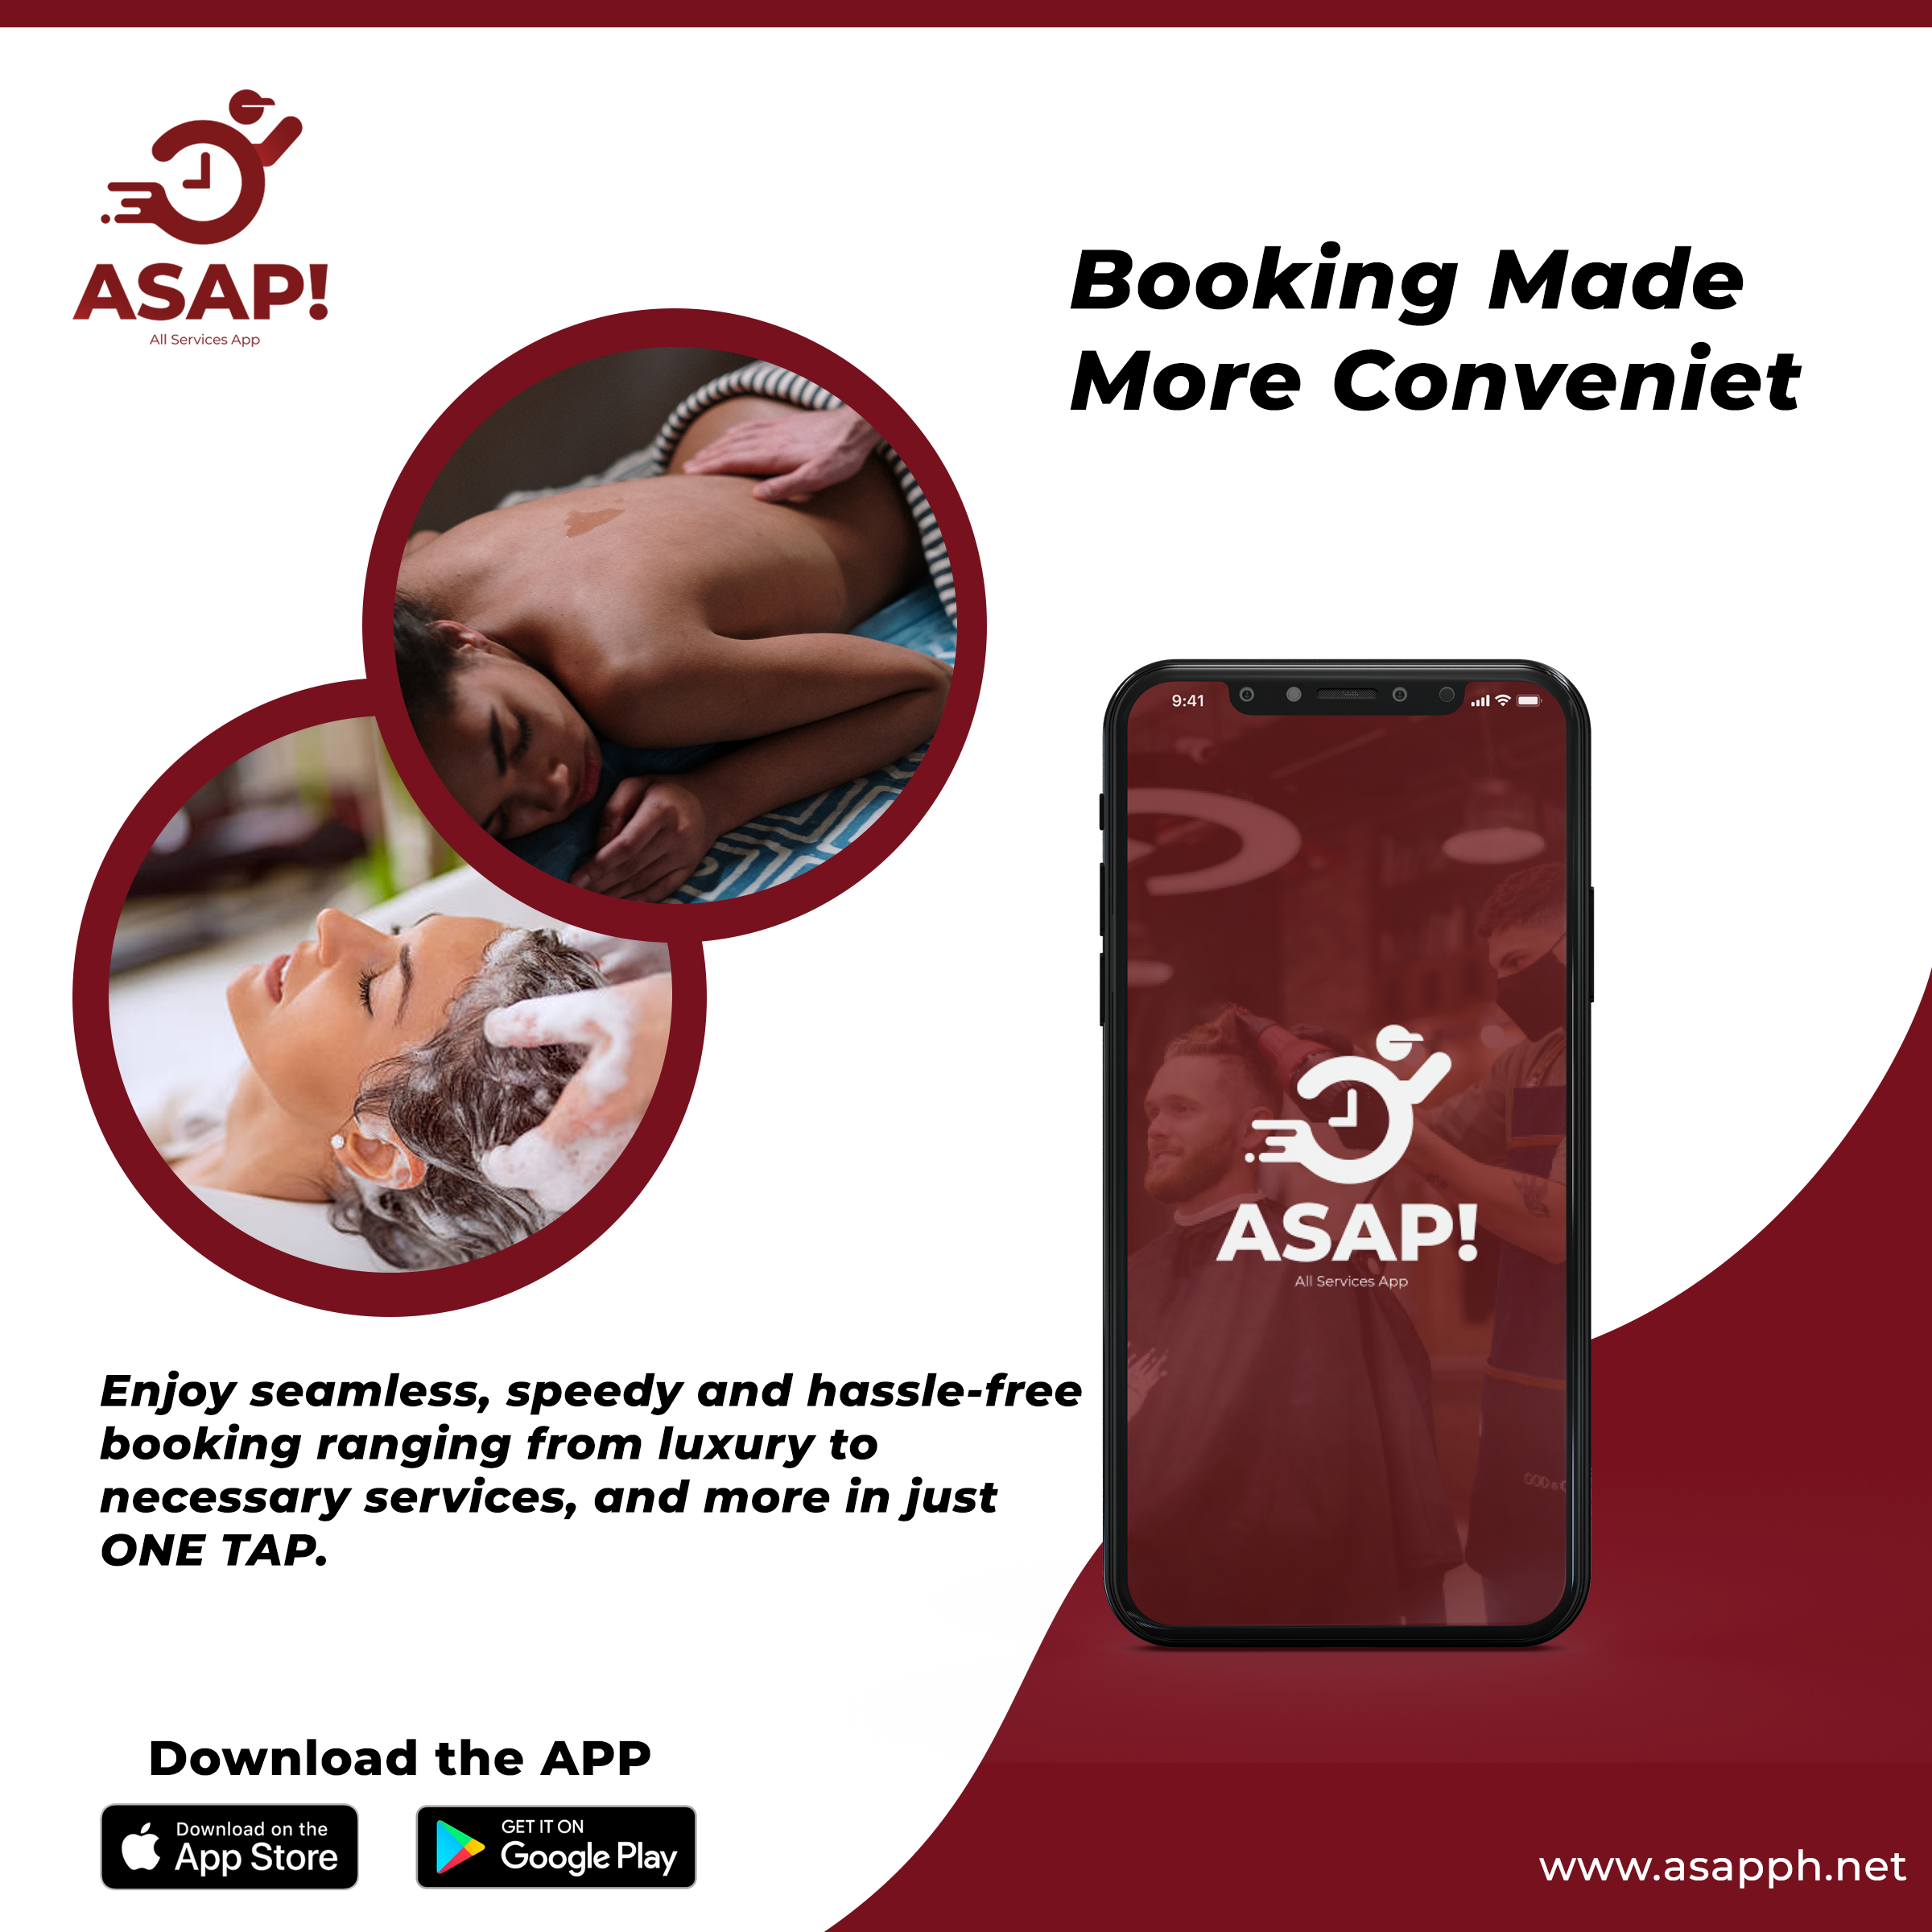 ASAP!
All Services App
Booking Made
More Conveniet
9:41
ASAP!
All Services App
Enjoy seamless, speedy and hassle-free
booking ranging from luxury to
necessary services, and more in just
ONE TAP.
Download the APP
Download on the
App Store
GET IT ON
Google Play
www.asapph.net